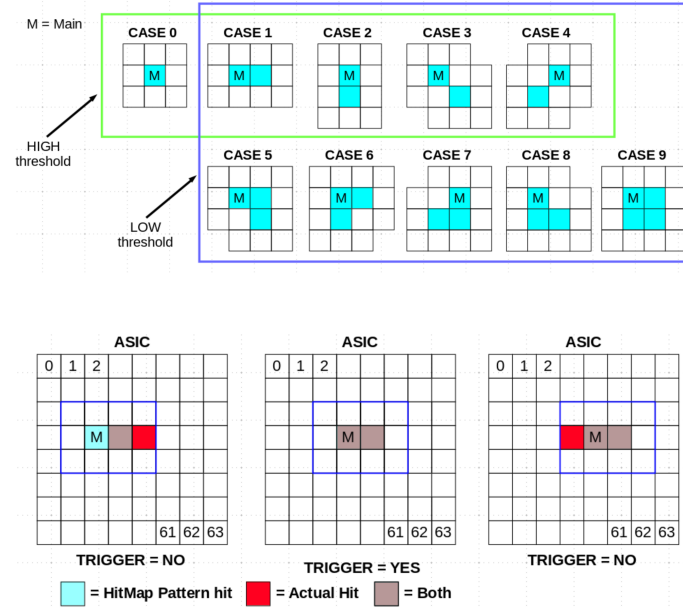 M = Main
CASE 0 CASE 1 CASE 2 CASE 3 CASE 4
M M M M M
HIGH
threshold
CASE 5 CASE 6 CASE 7 CASE 8 CASE 9
M M M M M
LOW
threshold
ASIC ASIC ASIC
0 1 2 0 1 2 0 1 2
M M M
61 62 63 61 62 63 61 62 63
TRIGGER = NO TRIGGER = YES TRIGGER = NO
= HitMap Pattern hit = Actual Hit = Both